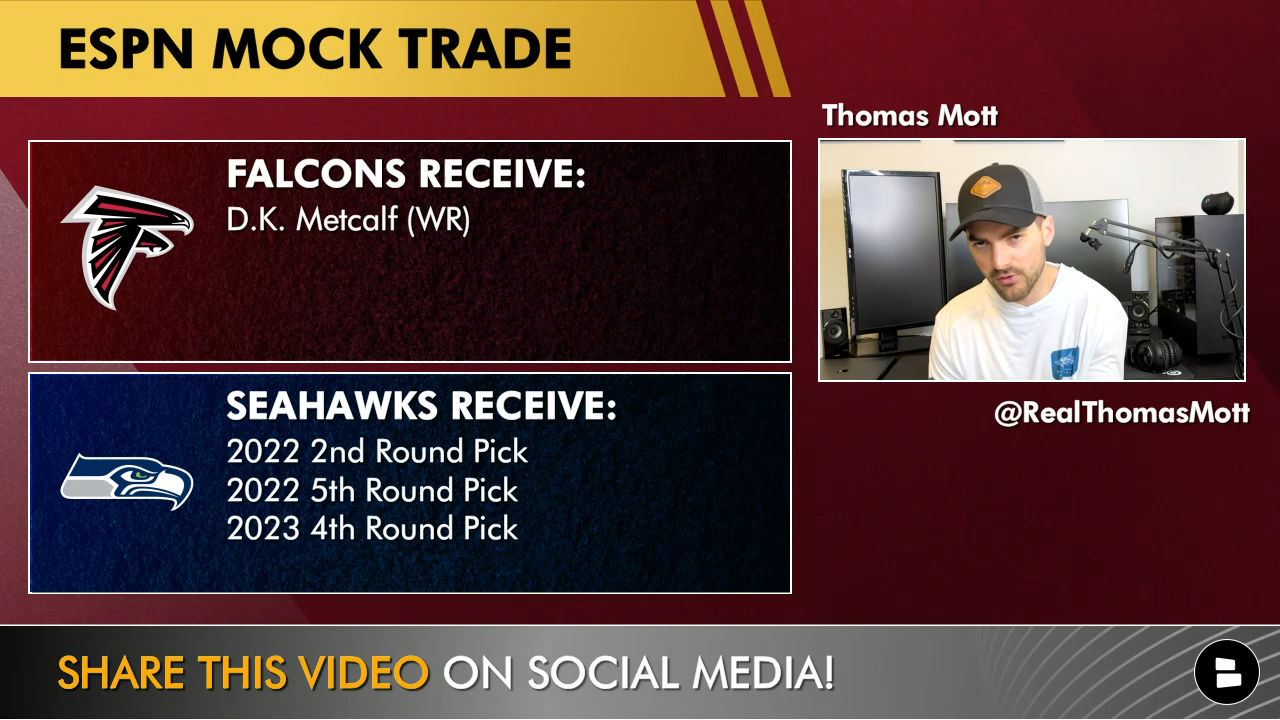 ESPN MOCK TRADE
Thomas Mott
FALCONS RECEIVE:
D.K. Metcalf (WR)
SEAHAWKS RECEIVE:
2022 2nd Round Pick
2022 5th Round Pick
2023 4th Round Pick
@RealThomasMott
SHARE THIS VIDEO ON SOCIAL MEDIA!